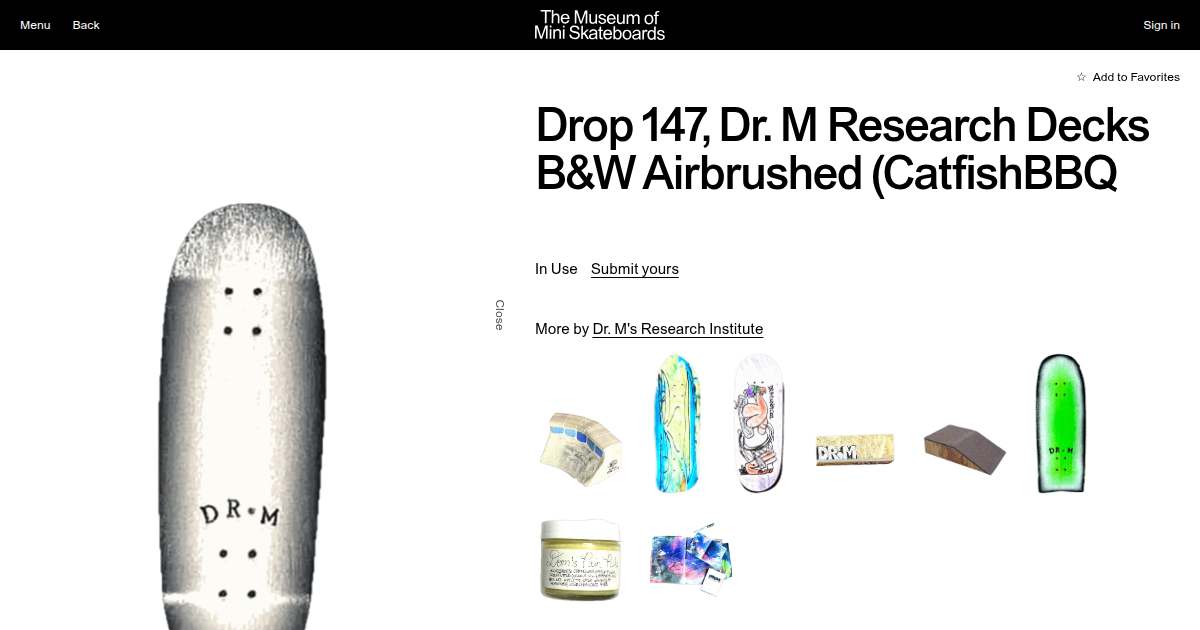 Menu
Back
The Museum of
Mini Skateboards
Sign in
☆ Add to Favorites
Drop 147, Dr. M Research Decks
B&W Airbrushed (CatfishBBQ
In Use
Submit yours
Close
More by Dr. M's Research Institute
DR•M
DR•M
DR•M